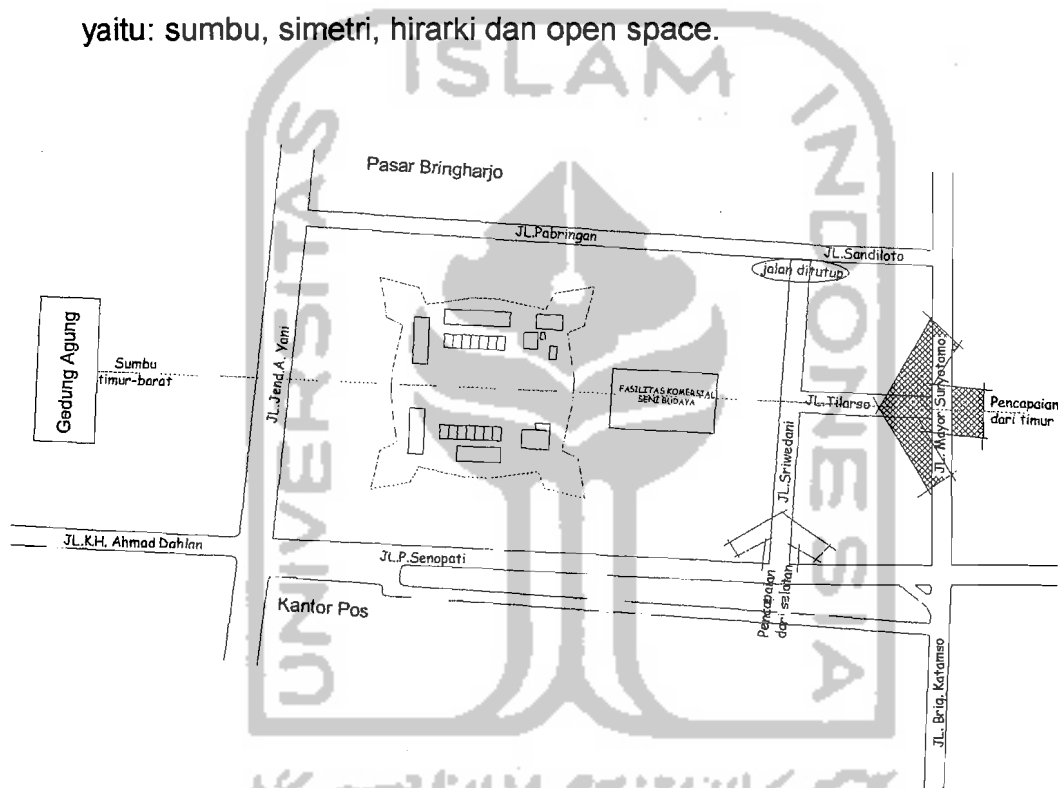 yaitu: sumbu, simetri, hirarki dan open space.
ISLAM
UNIVERSITAS
INDONESIA
Pasar Bringharjo
JL.Pabringan
JL.Sandiloto
jalan ditutup
Gedung Agung
Sumbu
timur-barat
JL.Jend.A. Yani
FASILITAS KOMERSIAL
SENI BUDAYA
JL.Tilarso
JL. Mayor Suryotomo
Pencapaian
dari timur
JL.Sriwedani
JL.K.H. Ahmad Dahlan
JL.P.Senopati
Pencapaian
dari selatan
Kantor Pos
JL. Brig. Katamso